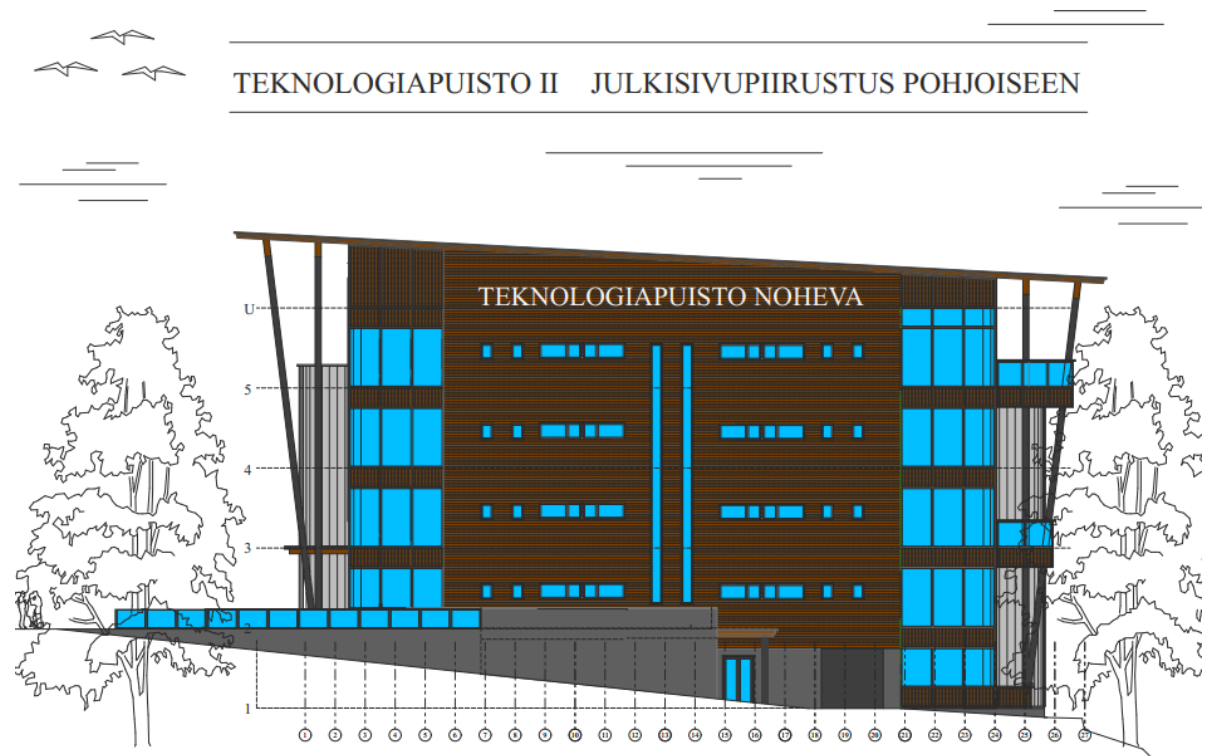 TEKNOLOGIAPUISTO II JULKISIVUPIIRUSTUS POHJOISEEN
TEKNOLOGIAPUISTO NOHEVA
U
5
4
3
2
1
1 2 3 4 5 6 7 8 9 10 11 12 13 14 15 16 17 18 19 20 21 22 23 24 25 26 27